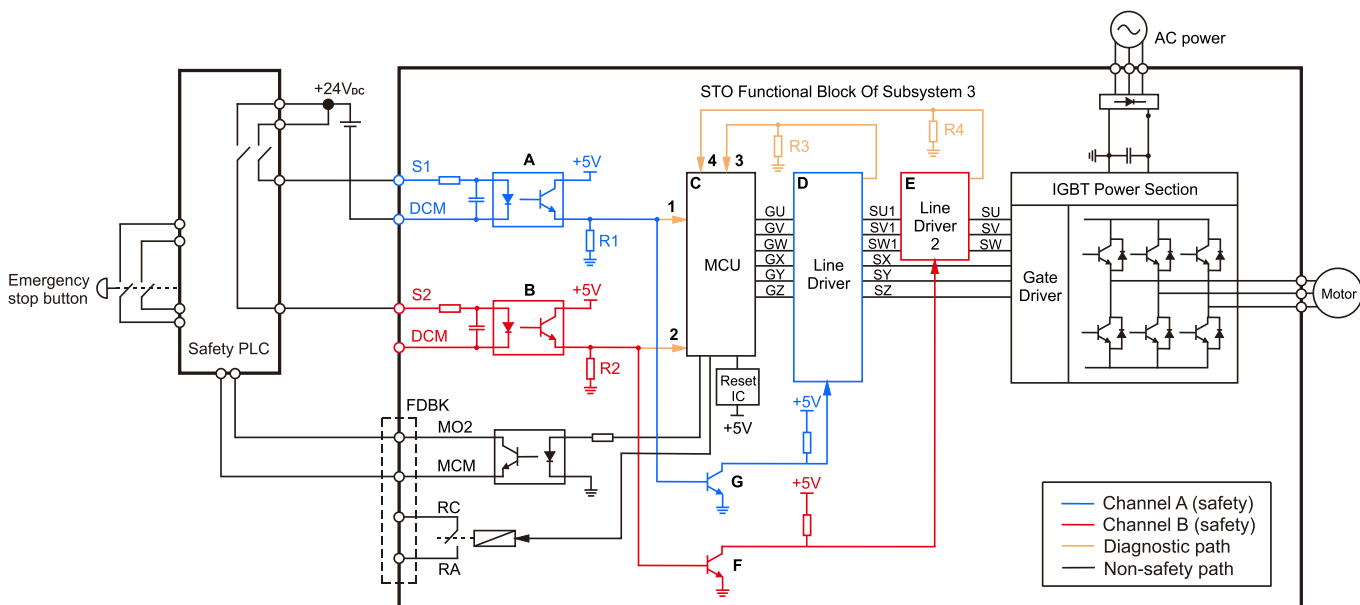 AC power
STO Functional Block Of Subsystem 3
+24VDC
R3
R4
S1
A
+5V
4
3
C
D
E
IGBT Power Section
DCM
1
R1
GU
GV
GW
GX
GY
GZ
SU1
SV1
SW1
SX
SY
SZ
Line
Driver
2
SU
SV
SW
MCU
Line
Driver
Gate
Driver
Motor
Emergency
stop button
S2
B
+5V
DCM
2
R2
Safety PLC
Reset
IC
+5V
+5V
FDBK
MO2
MCM
G
+5V
RC
RA
F
Channel A (safety)
Channel B (safety)
Diagnostic path
Non-safety path